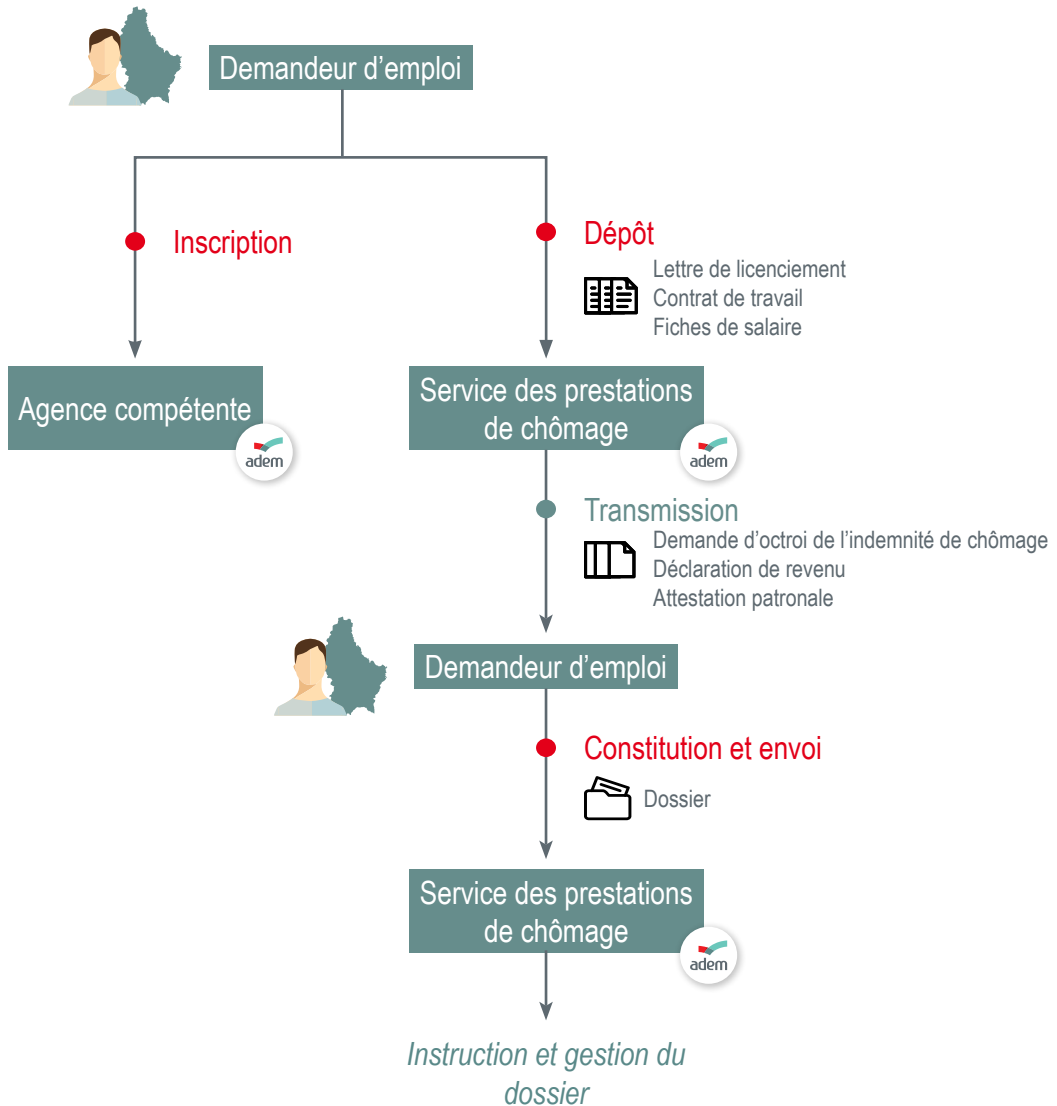 Demandeur d’emploi
Inscription
Dépôt
Lettre de licenciement
Contrat de travail
Fiches de salaire
Agence compétente
adem
Service des prestations
de chômage
adem
Transmission
Demande d’octroi de l’indemnité de chômage
Déclaration de revenu
Attestation patronale
Demandeur d’emploi
Constitution et envoi
Dossier
Service des prestations
de chômage
adem
Instruction et gestion du
dossier